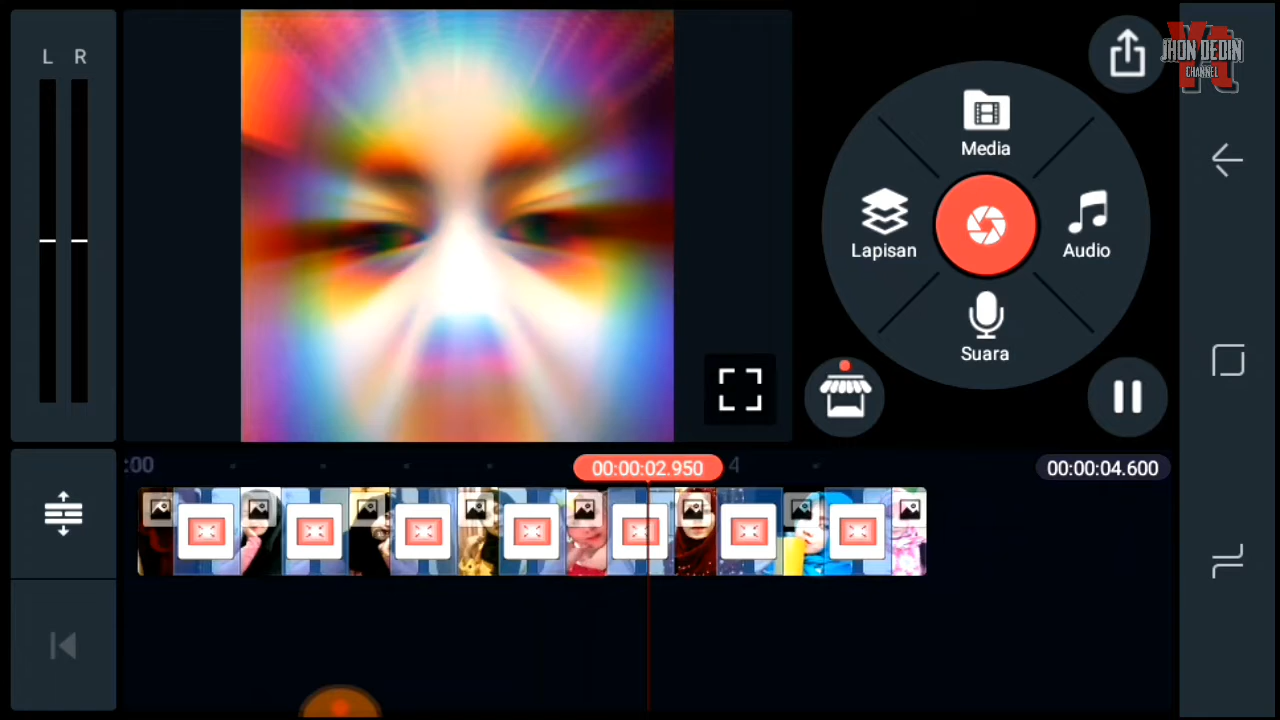 L R
JHON DEDIN
CHANNEL
Media
Lapisan
Audio
Suara
:00
00:00:02.950
4
00:00:04.600